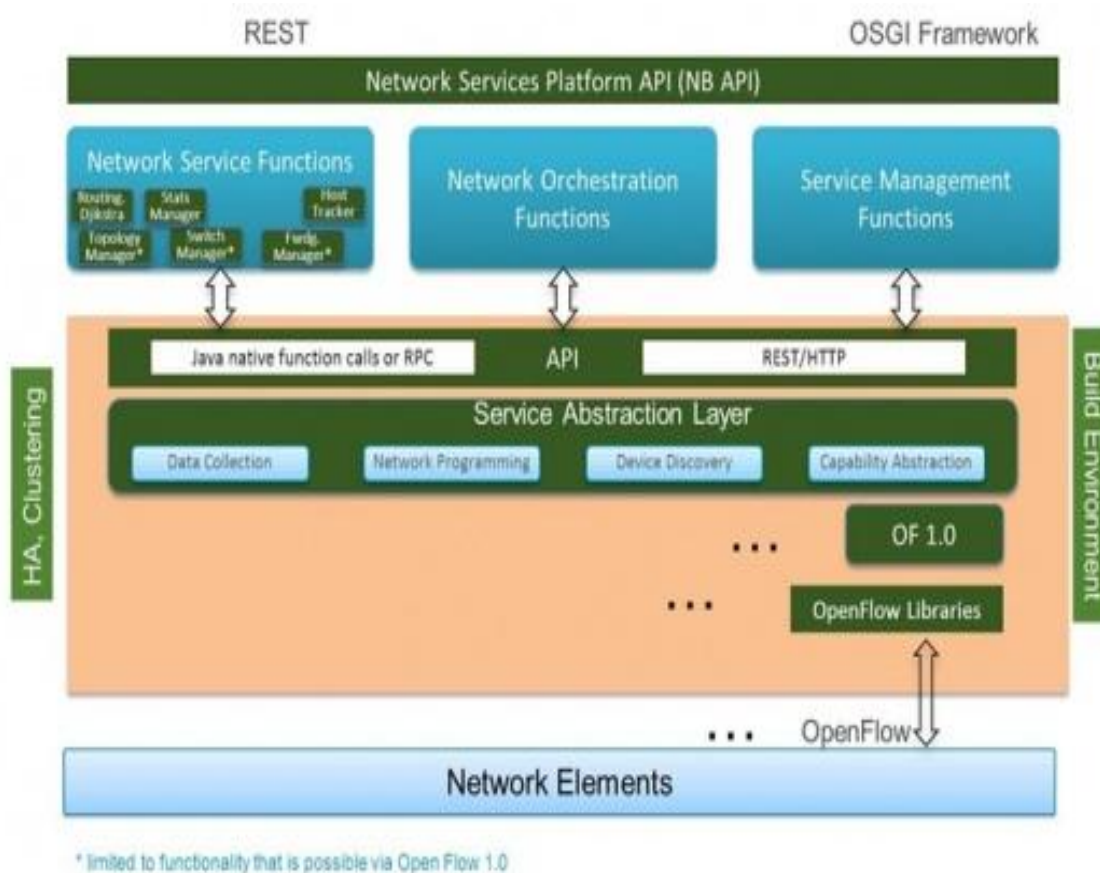 REST
OSGI Framework
Network Services Platform API (NB API)
Network Service Functions
Routing.
Djikstra
Stats
Manager
Host
Tracker
Topology
Manager*
Switch
Manager*
Fwdg.
Manager*
Network Orchestration
Functions
Service Management
Functions
Java native function calls or RPC
API
REST/HTTP
Service Abstraction Layer
Data Collection
Network Programming
Device Discovery
Capability Abstraction
HA, Clustering
Build Environment
... OF 1.0
... OpenFlow Libraries
... OpenFlow
Network Elements
* limited to functionality that is possible via Open Flow 1.0